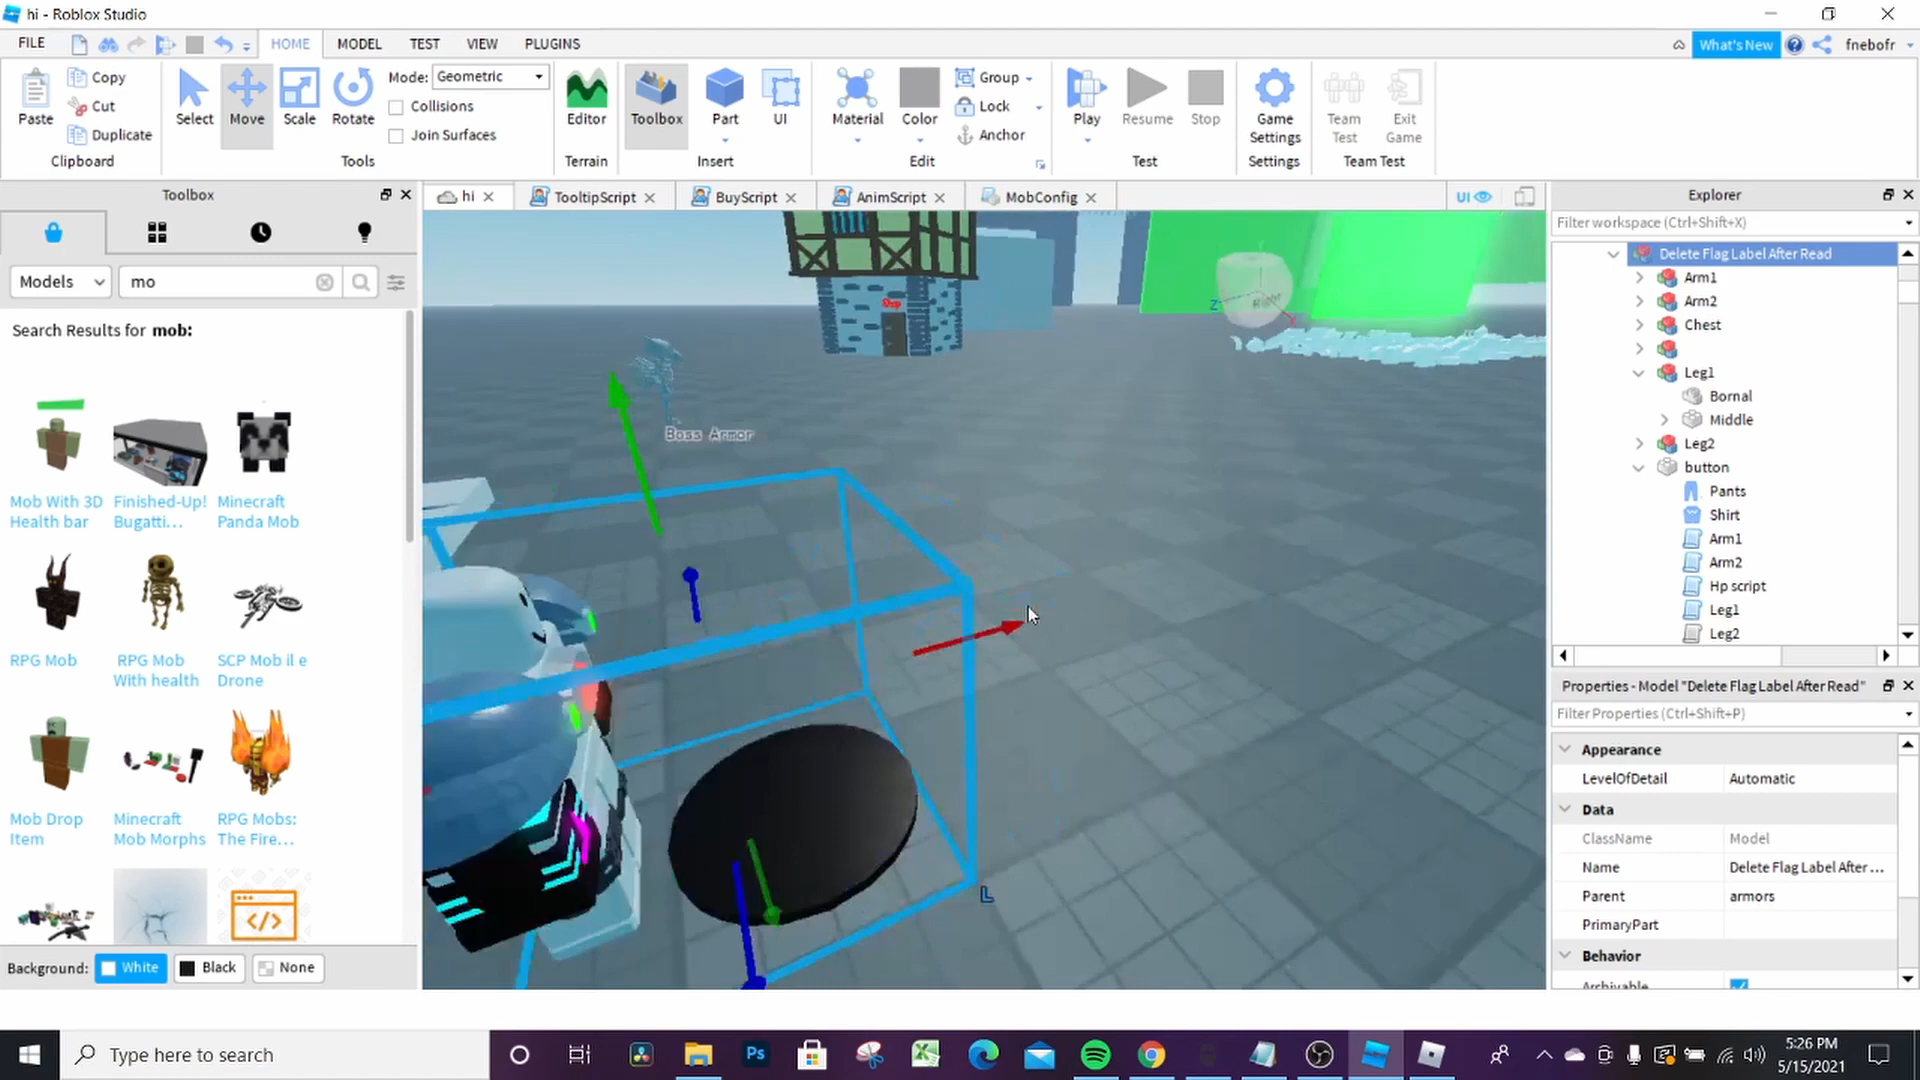 hi - Roblox Studio
FILE
HOME
MODEL
TEST
VIEW
PLUGINS
What's New
fnebofr
Paste
Copy
Cut
Duplicate
Clipboard
Select
Move
Scale
Rotate
Mode:
Geometric
Collisions
Join Surfaces
Tools
Editor
Terrain
Toolbox
Part
UI
Insert
Material
Color
Group
Lock
Anchor
Edit
Play
Resume
Stop
Test
Game
Settings
Settings
Team
Test
Exit
Game
Team Test
Toolbox
Models
mo
Search Results for mob:
Mob With 3D
Health bar
Finished-Up!
Bugatti...
Minecraft
Panda Mob
RPG Mob
RPG Mob
With health
SCP Mob il e
Drone
Mob Drop
Item
Minecraft
Mob Morphs
RPG Mobs:
The Fire...
Background:
White
Black
None
hi
TooltipScript
BuyScript
AnimScript
MobConfig
UI
Boss Armor
Z
Right
L
Explorer
Filter workspace (Ctrl+Shift+X)
Delete Flag Label After Read
Arm1
Arm2
Chest
Leg1
Bornal
Middle
Leg2
button
Pants
Shirt
Arm1
Arm2
Hp script
Leg1
Leg2
Properties - Model "Delete Flag Label After Read"
Filter Properties (Ctrl+Shift+P)
Appearance
LevelOfDetail
Automatic
Data
ClassName
Model
Name
Delete Flag Label After ...
Parent
armors
PrimaryPart
Behavior
Archivable
Type here to search
Ps
5:26 PM
5/15/2021